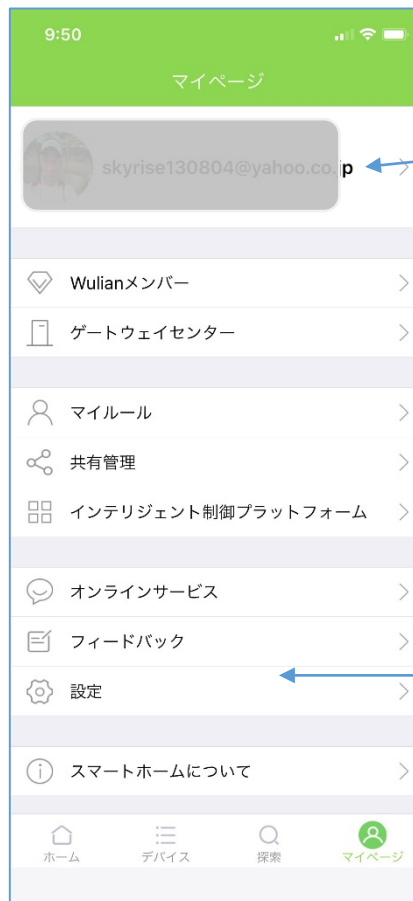 9:50
マイページ
skyrise130804@yahoo.co.jp
Wulianメンバー
ゲートウェイセンター
マイルール
共有管理
インテリジェント制御プラットフォーム
オンラインサービス
フィードバック
設定
スマートホームについて
ホーム デバイス 探索 マイページ